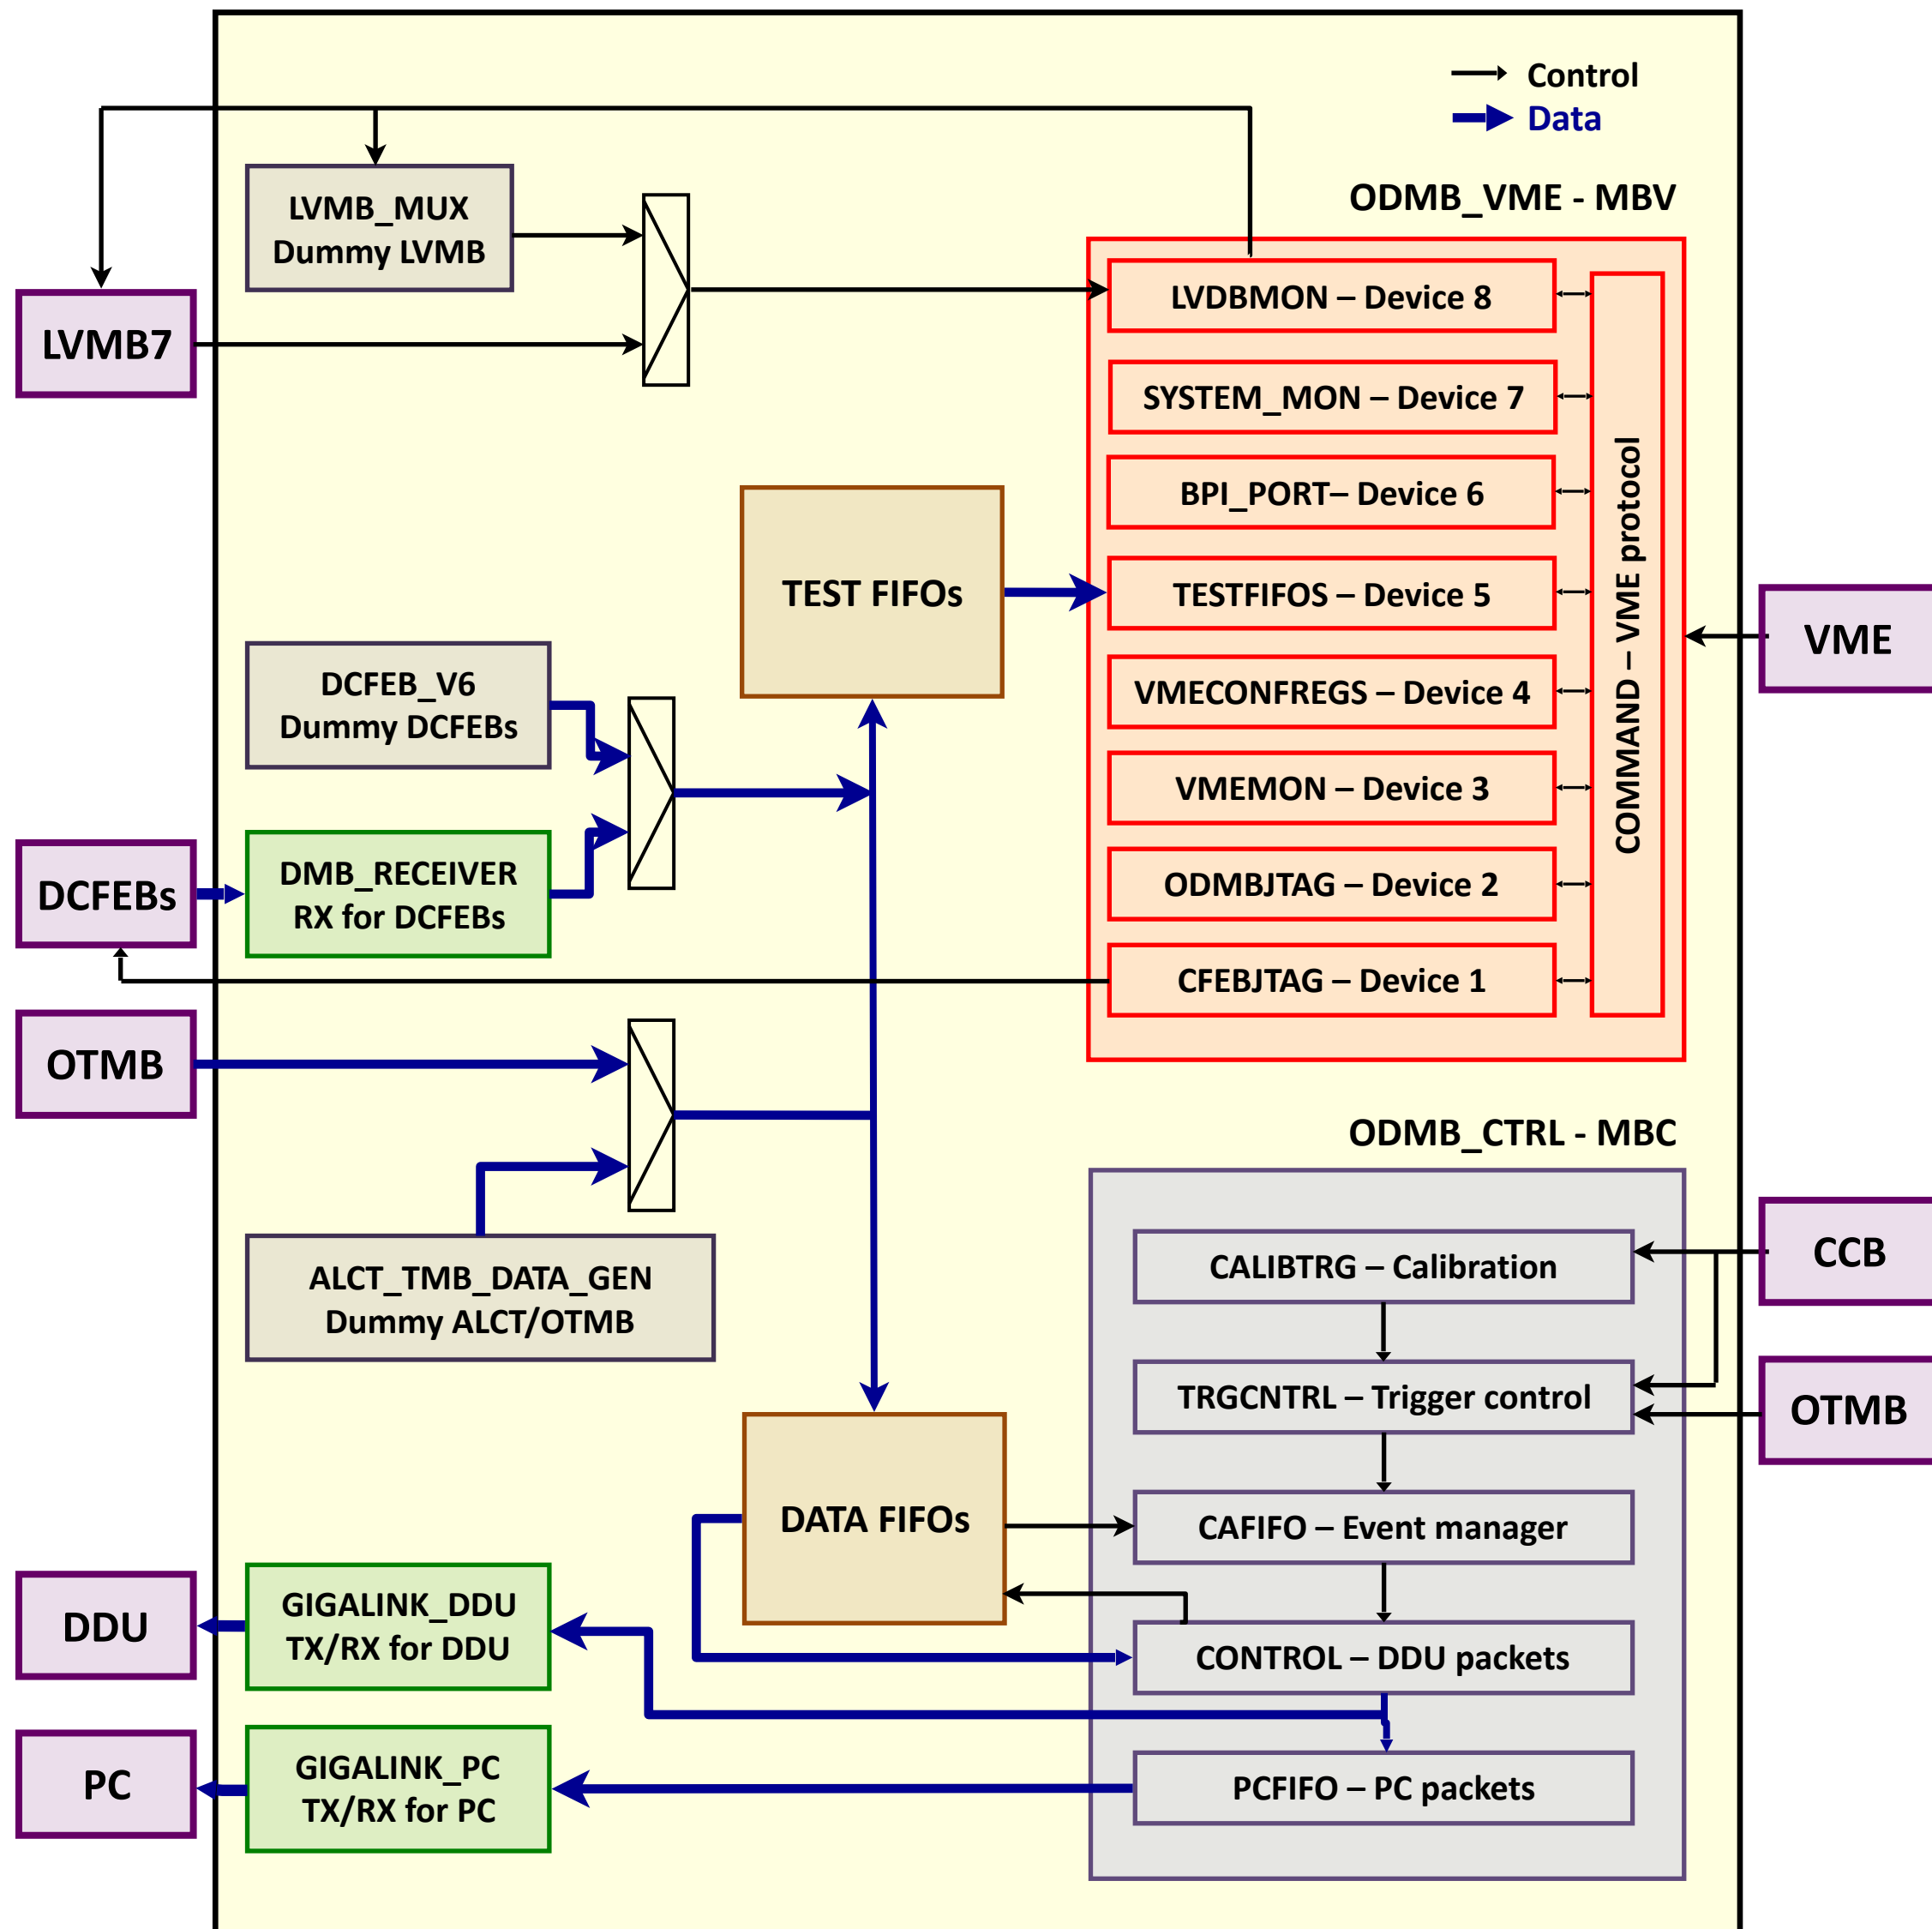 Control
Data
ODMB_VME - MBV
LVMB_MUX
Dummy LVMB
LVMB7
LVDBMON – Device 8
SYSTEM_MON – Device 7
BPI_PORT– Device 6
TESTFIFOS – Device 5
VMECONFREGS – Device 4
VMEMON – Device 3
ODMBJTAG – Device 2
CFEBJTAG – Device 1
COMMAND – VME protocol
VME
TEST FIFOs
DCFEB_V6
Dummy DCFEBs
DCFEBs
DMB_RECEIVER
RX for DCFEBs
OTMB
ALCT_TMB_DATA_GEN
Dummy ALCT/OTMB
ODMB_CTRL - MBC
CALIBTRG – Calibration
TRGCNTRL – Trigger control
CAFIFO – Event manager
CONTROL – DDU packets
PCFIFO – PC packets
CCB
OTMB
DATA FIFOs
DDU
GIGALINK_DDU
TX/RX for DDU
PC
GIGALINK_PC
TX/RX for PC